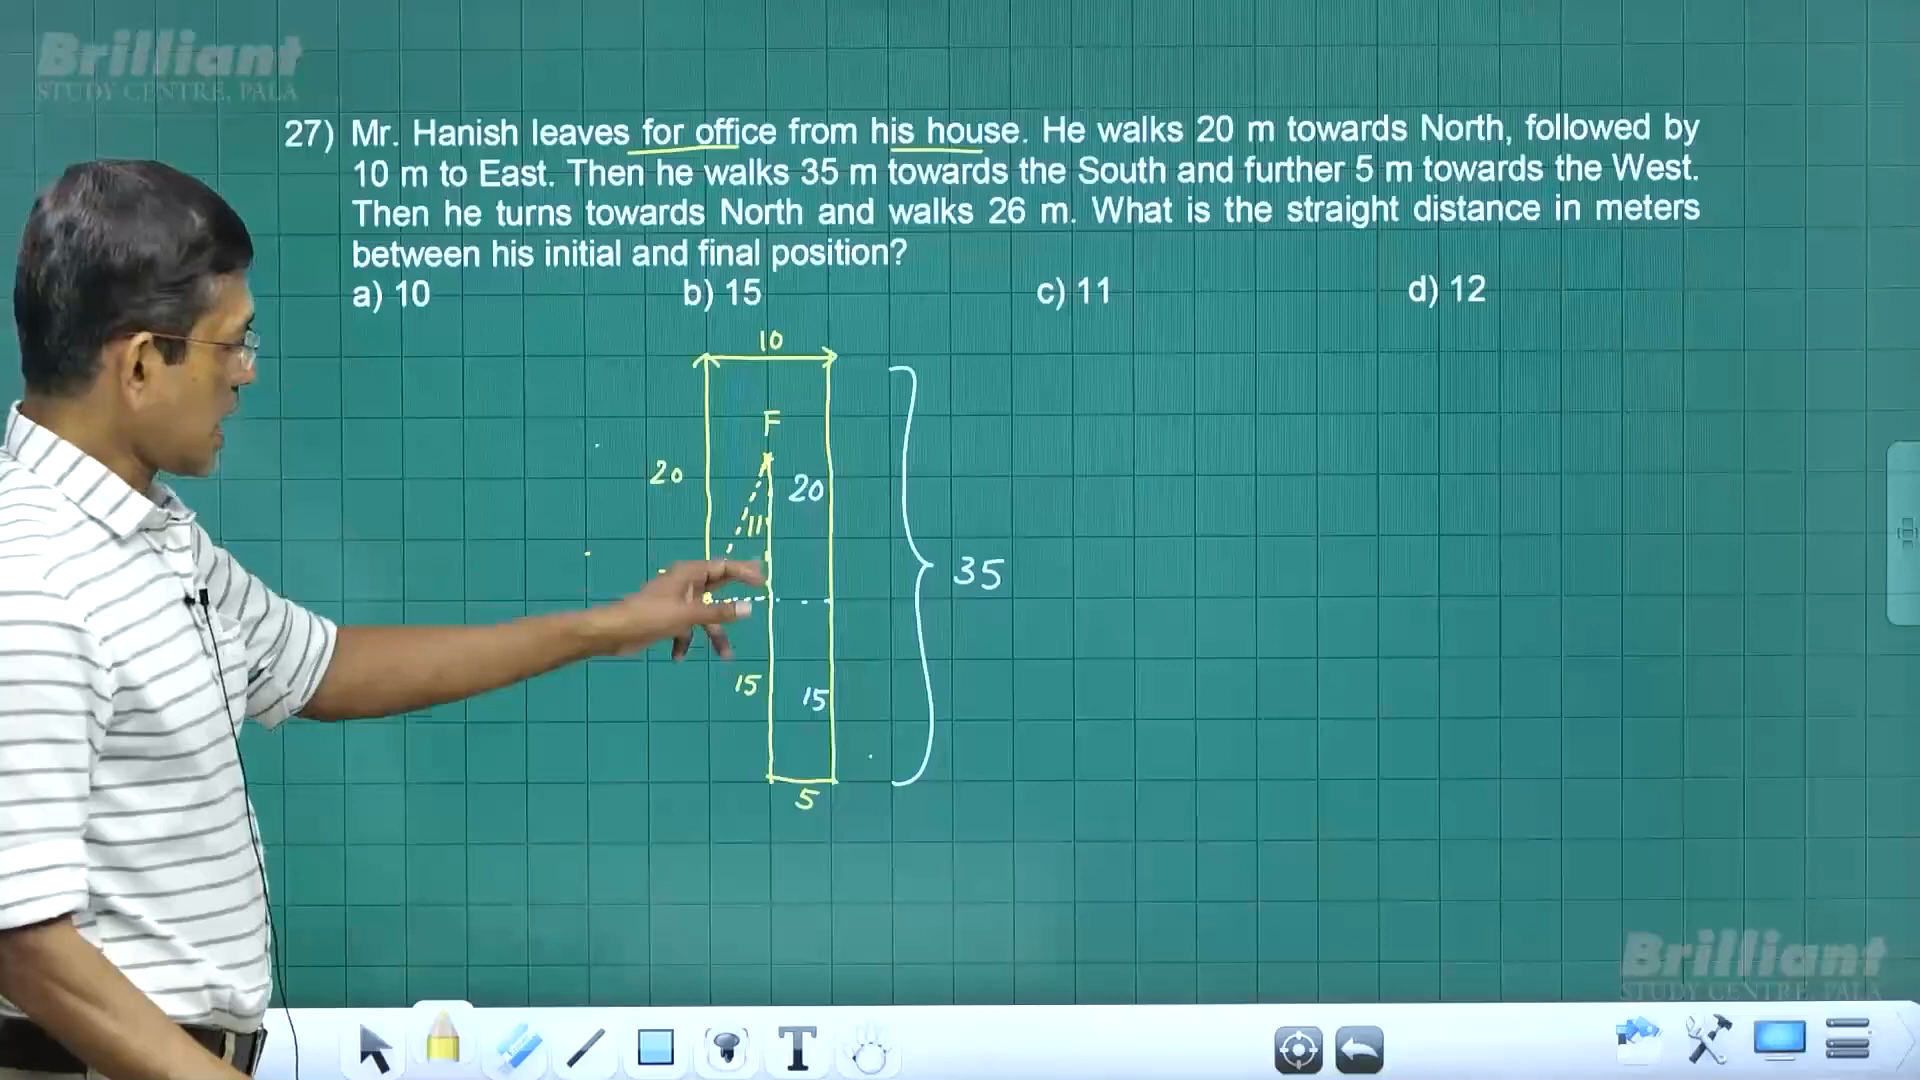 Brilliant
STUDY CENTRE, PALA
27) Mr. Hanish leaves for office from his house. He walks 20 m towards North, followed by
10 m to East. Then he walks 35 m towards the South and further 5 m towards the West.
Then he turns towards North and walks 26 m. What is the straight distance in meters
between his initial and final position?
a) 10 b) 15 c) 11 d) 12
10
F
20 20
11
35
15 15
5
Brilliant
STUDY CENTRE, PALA
T